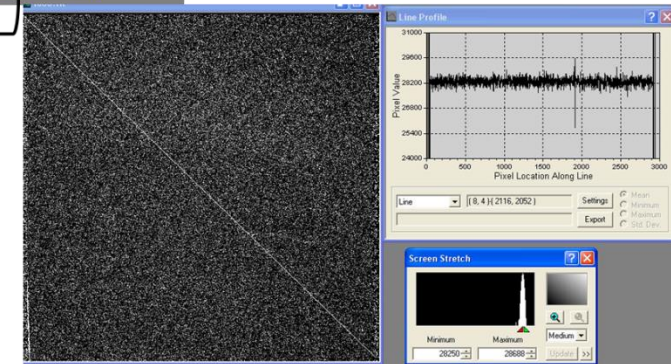 Line Profile
31000
29600
28200
26800
25400
24000
Pixel Value
0 500 1000 1500 2000 2500 3000
Pixel Location Along Line
Line
( 8, 4 )-( 2116, 2052 )
Settings
Export
Mean
Minimum
Maximum
Std. Dev.
Screen Stretch
Minimum
Maximum
Medium
28250
28688
Update
>>